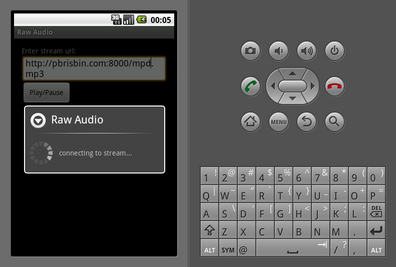 3G
00:05
Raw Audio
Enter stream url:
http://pbrisbin.com:8000/mpd.
mp3
Play/Pause
Raw Audio
connecting to stream...
MENU
1 ! 2 @ 3 # 4 $ 5 % 6 ^ 7 & 8 * 9 ( 0 )
Q W E R T Y U I O P
A S D F G H J K L DEL
Z X C V B N M .
ALT SYM @ / ? , ALT